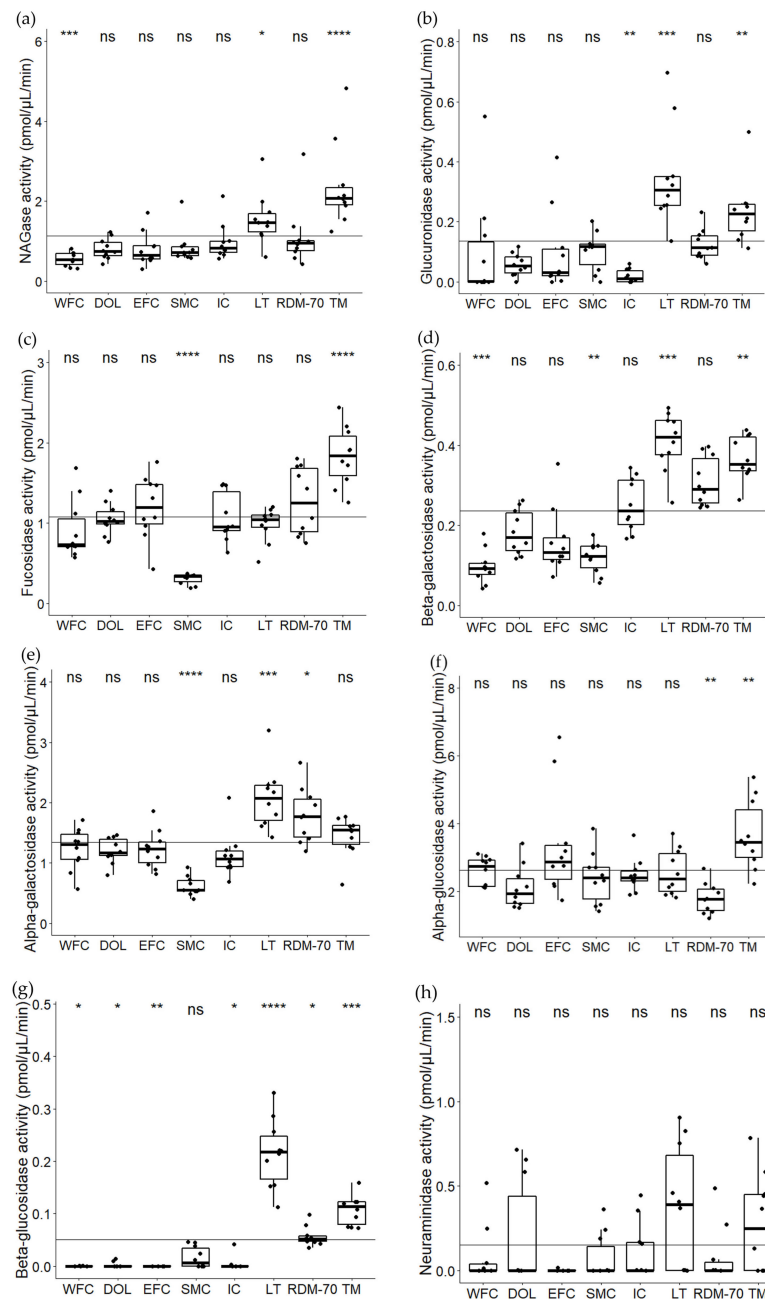 (a)
*** ns ns ns ns * ns ****
6
4
2
0
NAGase activity (pmol/µL/min)
WFC DOL EFC SMC IC LT RDM-70 TM
(b)
ns ns ns ns ** *** ns **
0.8
0.6
0.4
0.2
0.0
Glucuronidase activity (pmol/µL/min)
WFC DOL EFC SMC IC LT RDM-70 TM
(c)
ns ns ns **** ns ns ns ****
3
2
1
0
Fucosidase activity (pmol/µL/min)
WFC DOL EFC SMC IC LT RDM-70 TM
(d)
*** ns ns ** ns *** ns **
0.6
0.4
0.2
0.0
Beta-galactosidase activity (pmol/µL/min)
WFC DOL EFC SMC IC LT RDM-70 TM
(e)
ns ns ns **** ns *** * ns
4
3
2
1
0
Alpha-galactosidase activity (pmol/µL/min)
WFC DOL EFC SMC IC LT RDM-70 TM
(f)
ns ns ns ns ns ns ** **
8
6
4
2
0
Alpha-glucosidase activity (pmol/µL/min)
WFC DOL EFC SMC IC LT RDM-70 TM
(g)
* * ** ns * **** * ***
0.5
0.4
0.3
0.2
0.1
0.0
Beta-glucosidase activity (pmol/µL/min)
WFC DOL EFC SMC IC LT RDM-70 TM
(h)
ns ns ns ns ns ns ns ns
1.5
1.0
0.5
0.0
Neuraminidase activity (pmol/µL/min)
WFC DOL EFC SMC IC LT RDM-70 TM